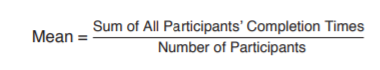 Mean = Sum of All Participants' Completion Times
Number of Participants